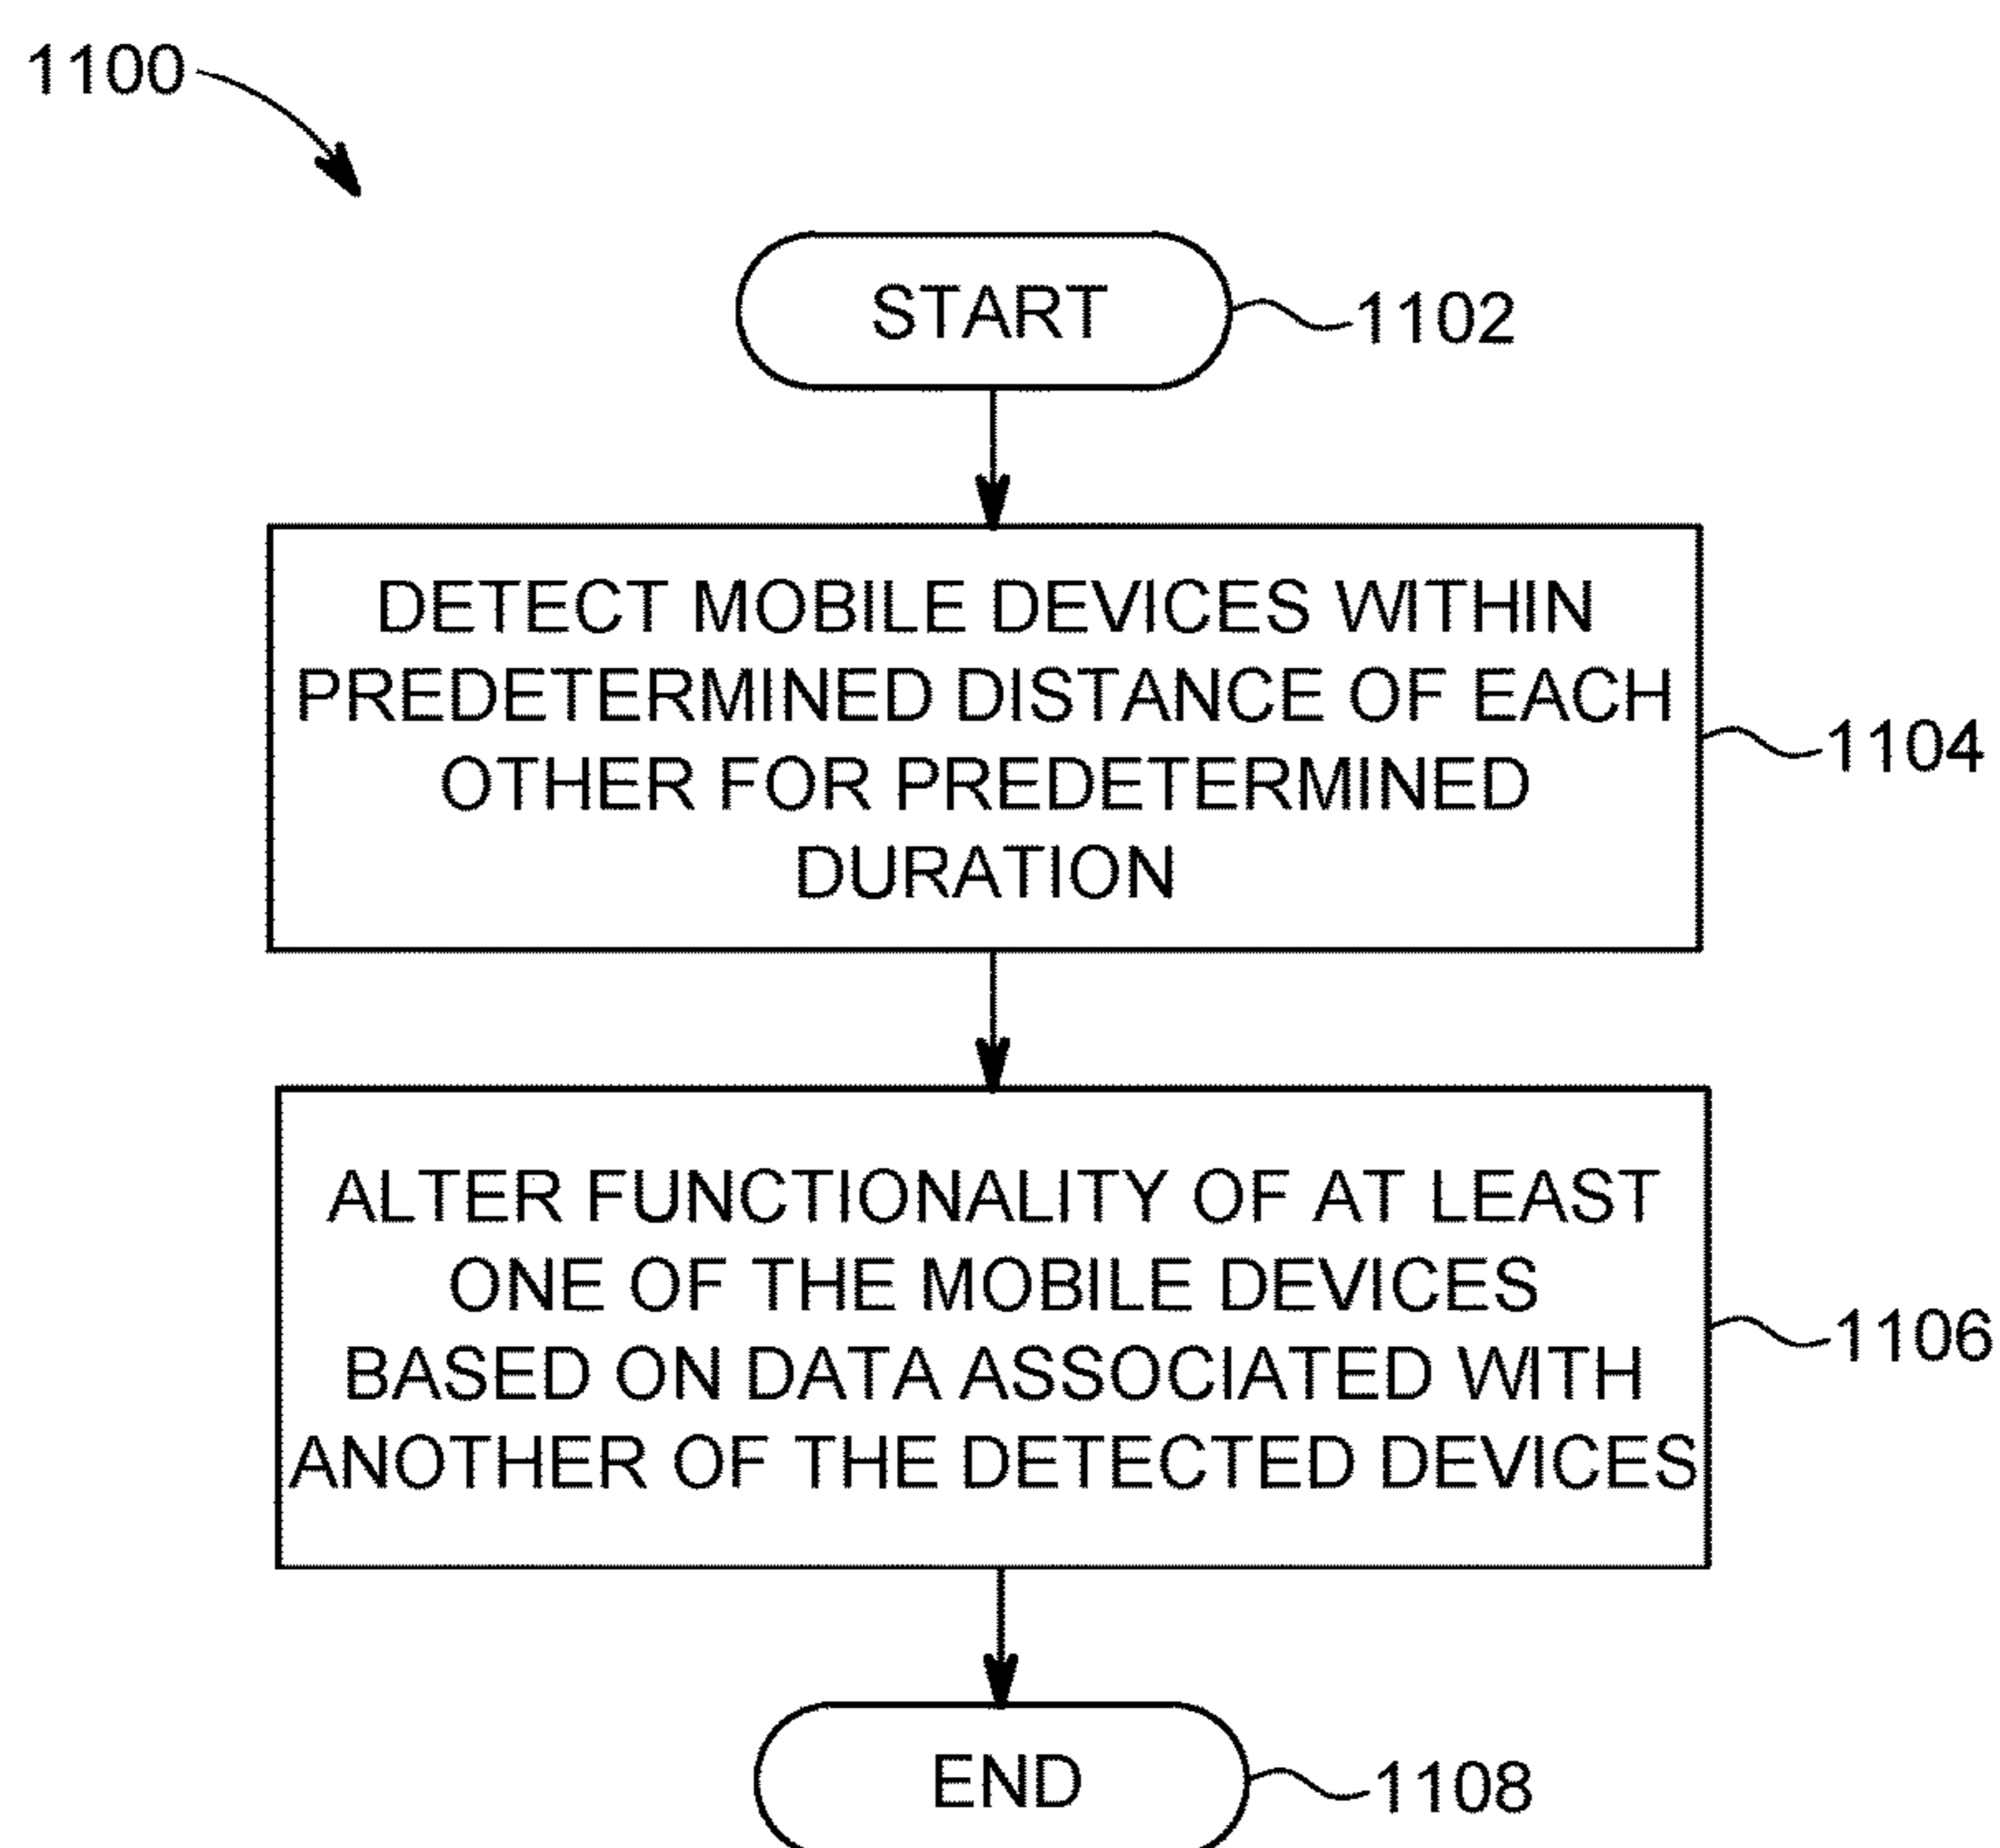 1100
START
1102
DETECT MOBILE DEVICES WITHIN
PREDETERMINED DISTANCE OF EACH
OTHER FOR PREDETERMINED
DURATION
1104
ALTER FUNCTIONALITY OF AT LEAST
ONE OF THE MOBILE DEVICES
BASED ON DATA ASSOCIATED WITH
ANOTHER OF THE DETECTED DEVICES
1106
END
1108